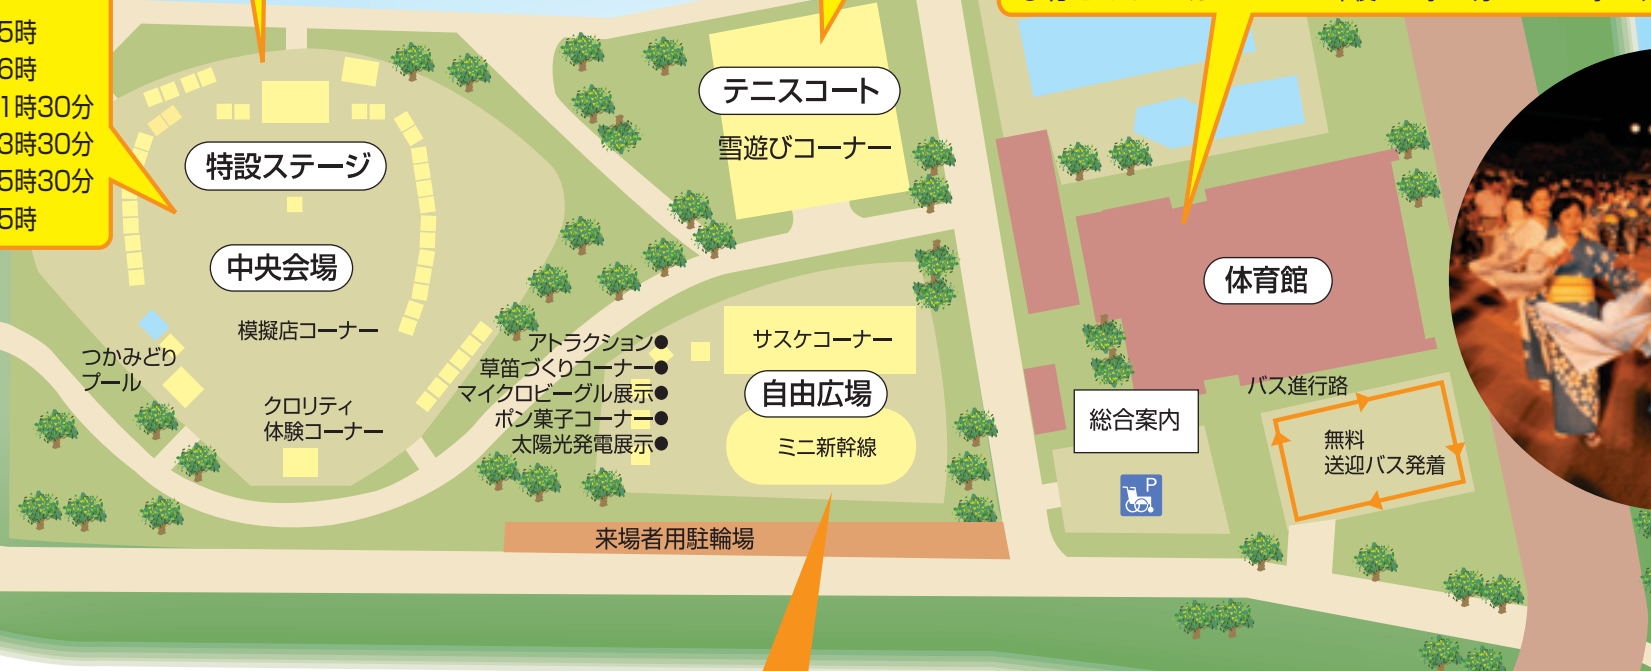 5時
6時
1時30分
3時30分
5時30分
5時
特設ステージ
中央会場
模擬店コーナー
つかみどり
プール
クロリティ
体験コーナー
テニスコート
雪遊びコーナー
アトラクション●
草笛づくりコーナー●
マイクロビーグル展示●
ポン菓子コーナー●
太陽光発電展示●
サスケコーナー
自由広場
ミニ新幹線
来場者用駐輪場
体育館
総合案内
P
バス進行路
無料
送迎バス発着